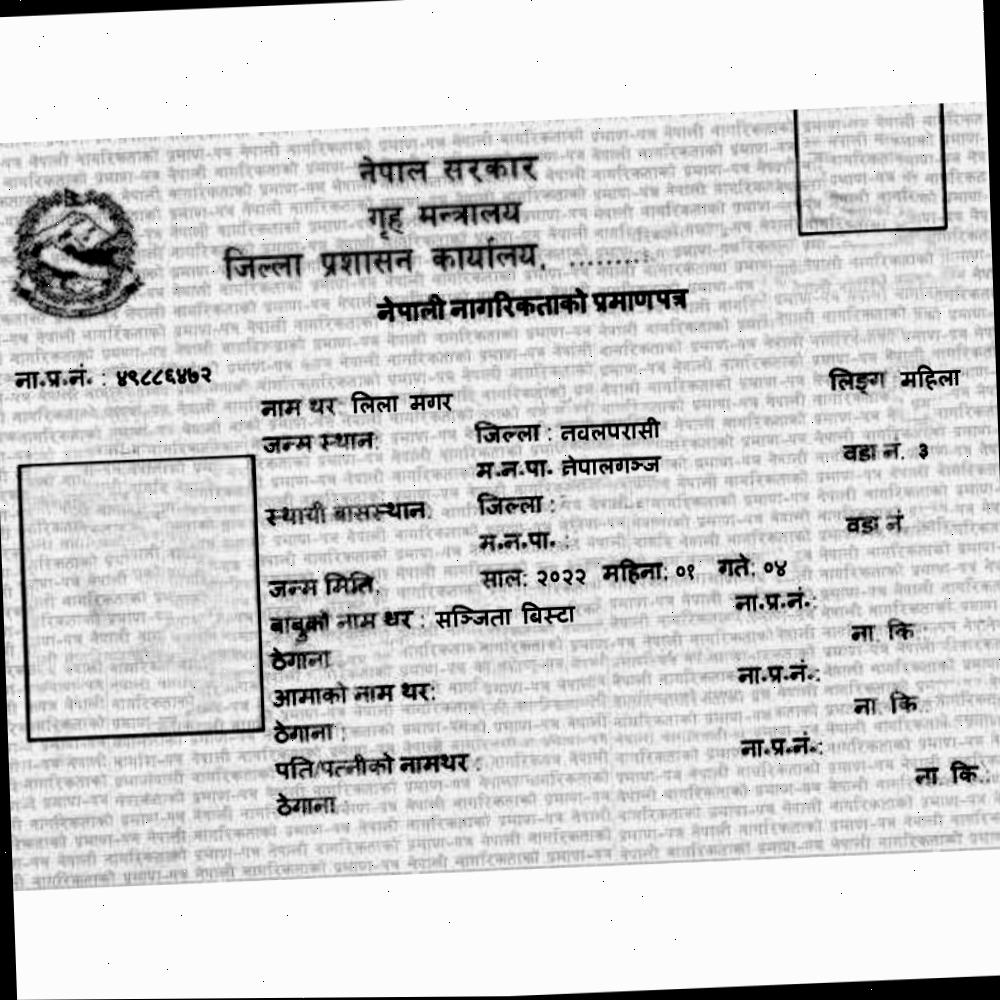 नेपाल सरकार
गृह मन्त्रालय
जिल्ला प्रशासन कार्यालय, .........
नेपाली नागरिकताको प्रमाणपत्र
ना.प्र.नं. : ४९८८६४७२
लिङ्ग महिला
नाम थर लिला मगर
जन्म स्थान: जिल्ला : नवलपरासी
म.न.पा. नेपालगञ्ज वडा नं. ३
स्थायी बासस्थान: जिल्ला :
म.न.पा. : वडा नं
जन्म मिति: साल: २०२२ महिना: ०१ गते: ०४
बाबुको नाम थर : सञ्जिता बिस्टा ना.प्र.नं.:
ठेगाना ना. कि.:
आमाको नाम थर: ना.प्र.नं.:
ठेगाना : ना. कि.:
पति/पत्नीको नामथर : ना.प्र.नं.:
ठेगाना : ना. कि.: